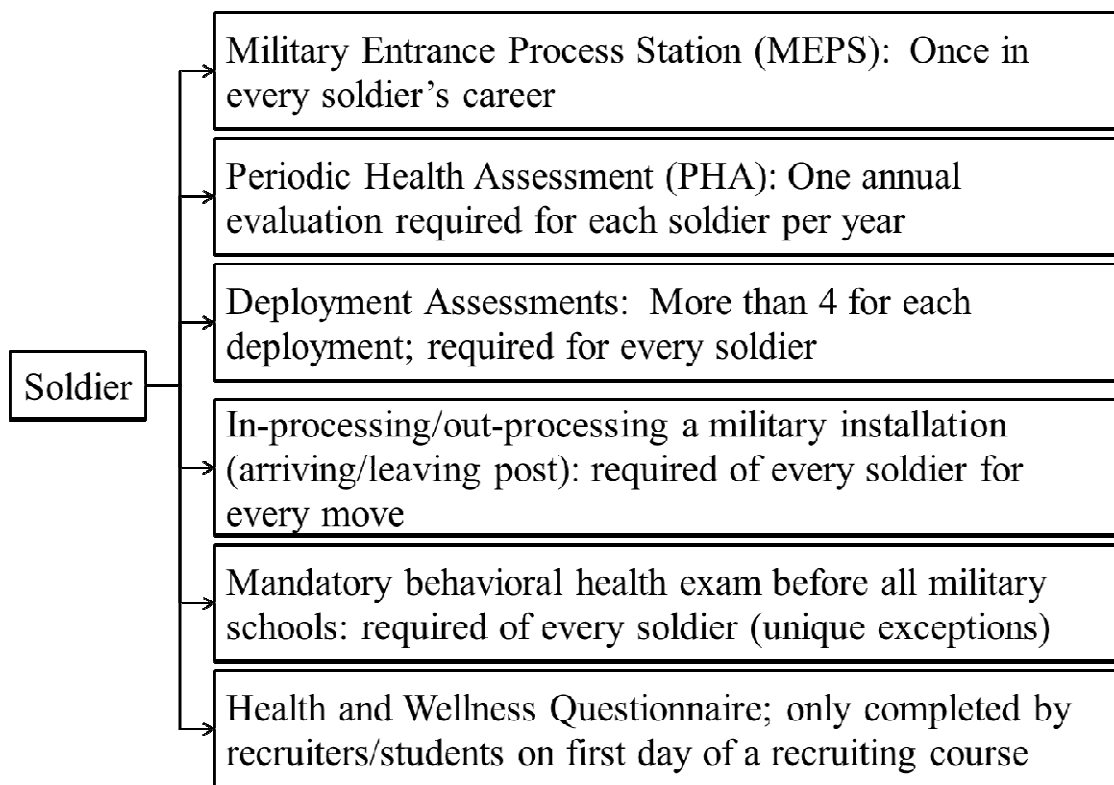 Military Entrance Process Station (MEPS): Once in
every soldier's career
Periodic Health Assessment (PHA): One annual
evaluation required for each soldier per year
Deployment Assessments: More than 4 for each
deployment; required for every soldier
Soldier
In-processing/out-processing a military installation
(arriving/leaving post): required of every soldier for
every move
Mandatory behavioral health exam before all military
schools: required of every soldier (unique exceptions)
Health and Wellness Questionnaire; only completed by
recruiters/students on first day of a recruiting course